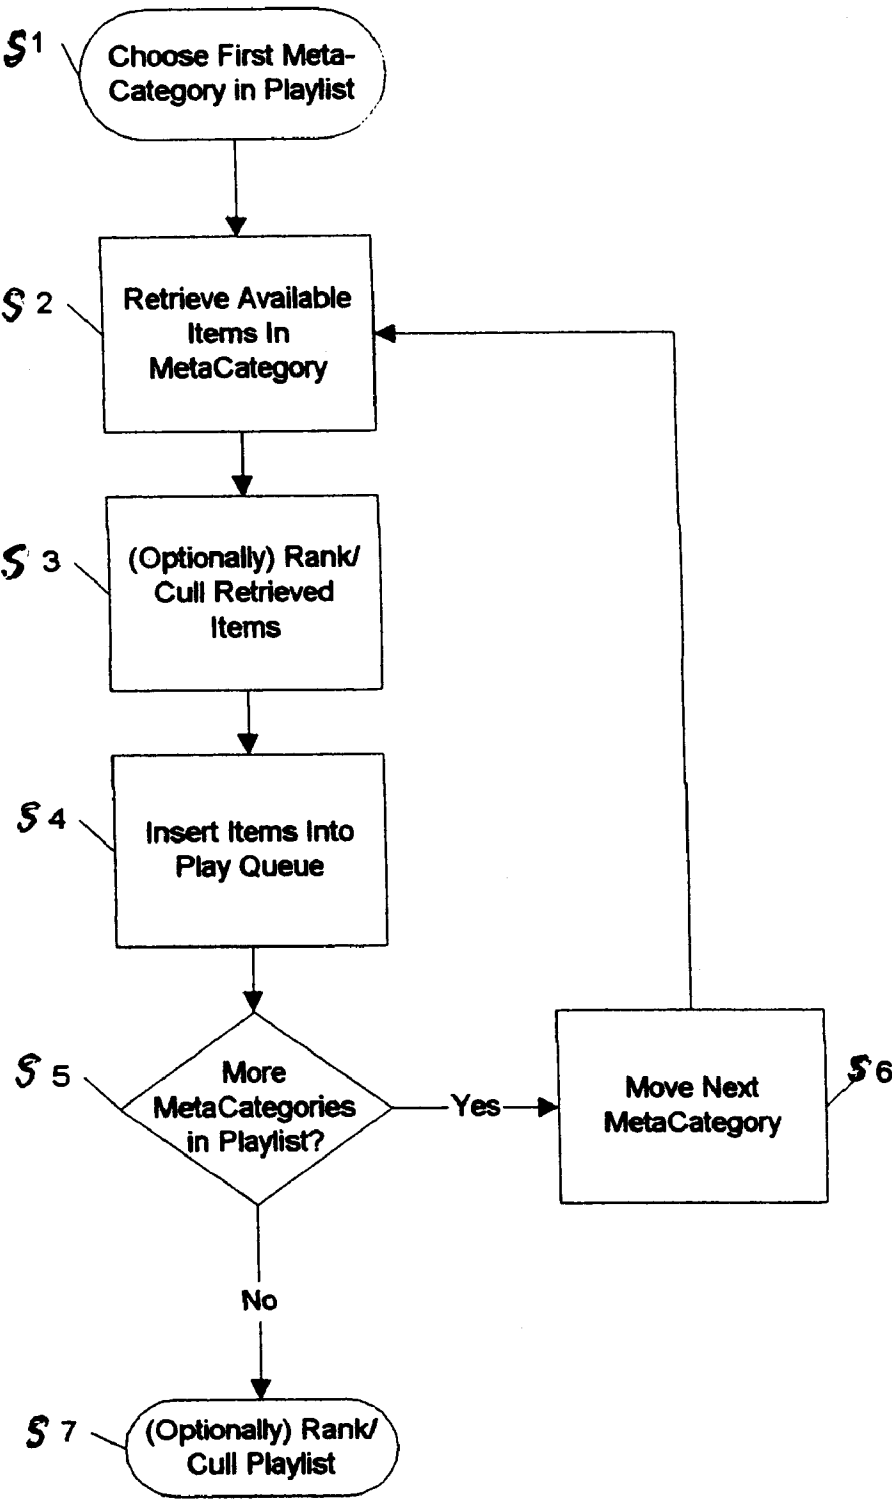 S1
Choose First Meta-
Category in Playlist
S 2
Retrieve Available
Items In
MetaCategory
S 3
(Optionally) Rank/
Cull Retrieved
Items
S 4
Insert Items Into
Play Queue
S 5
More
MetaCategories
in Playlist?
Yes
Move Next
MetaCategory
S 6
No
S 7
(Optionally) Rank/
Cull Playlist